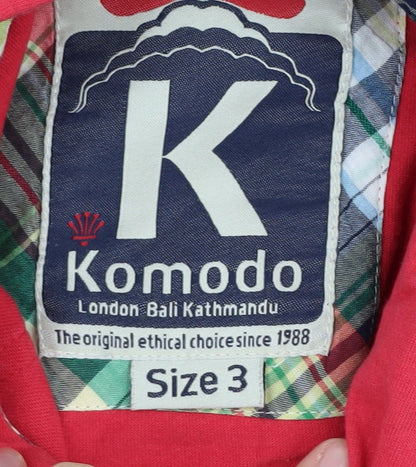 K
Komodo
London Bali Kathmandu
The original ethical choice since 1988
Size 3